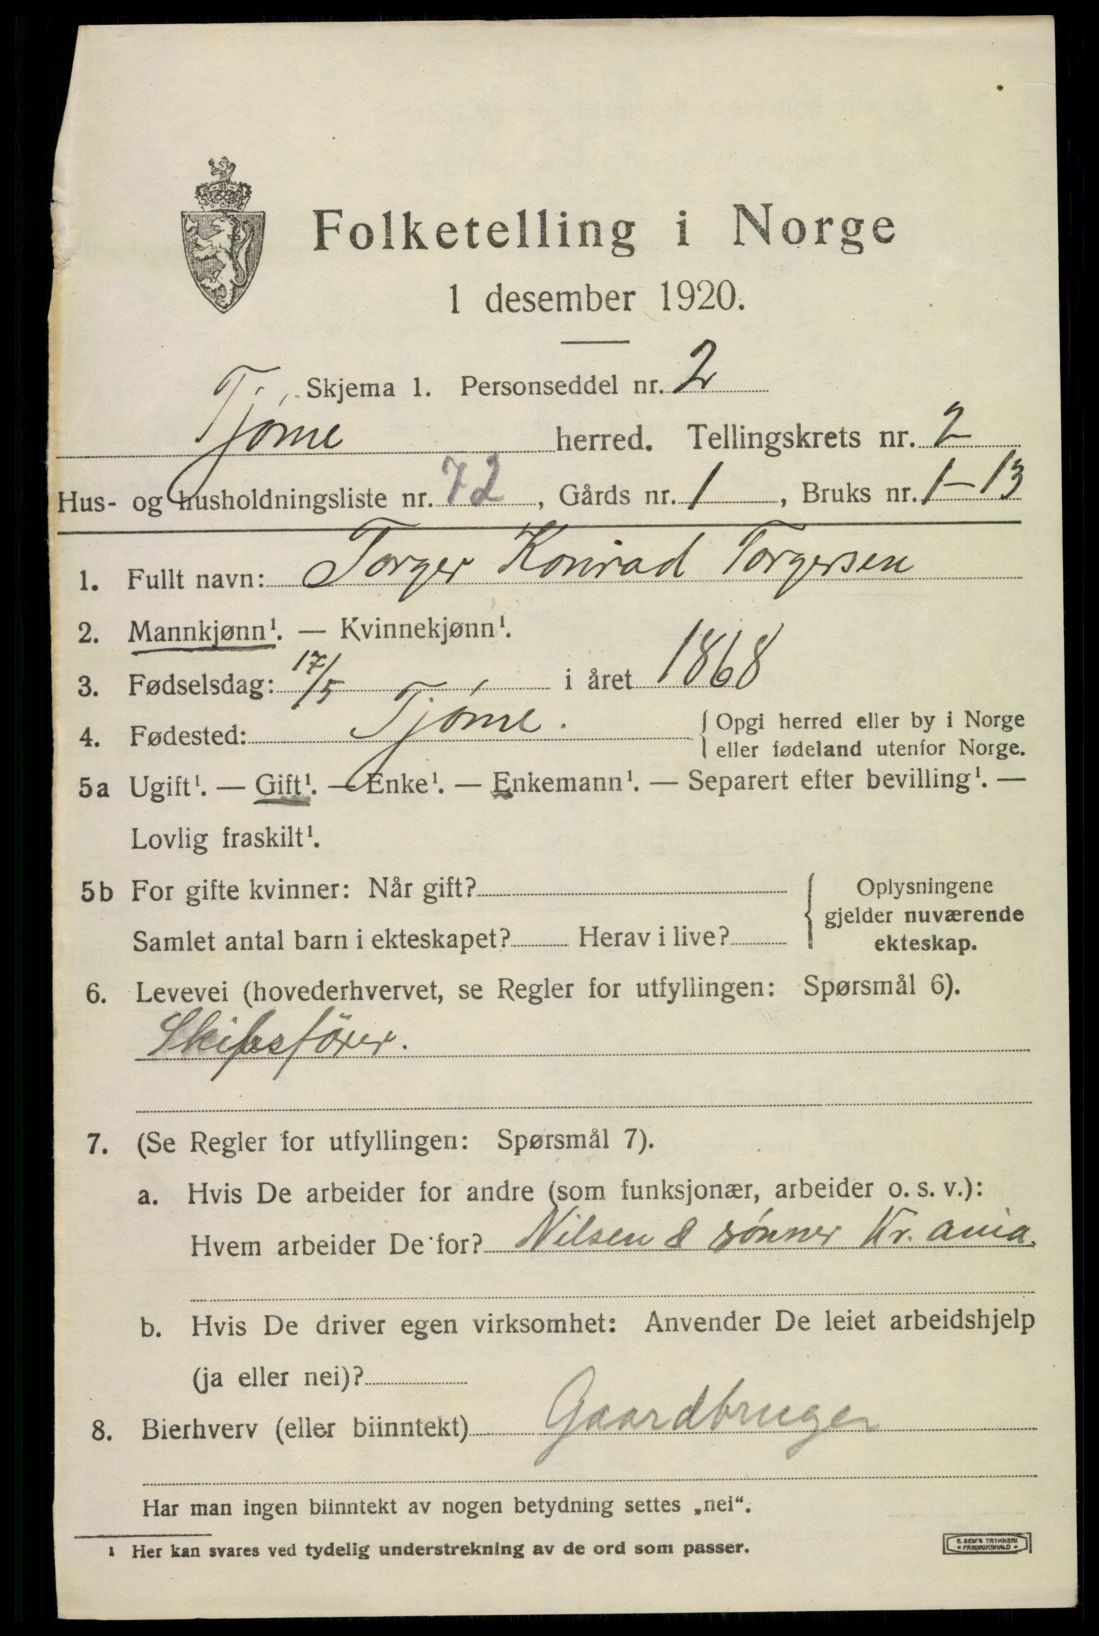 Folketelling i Norge
1 desember 1920.
Skjema 1. Personseddel nr. 2
Tjøme herred. Tellingskrets nr. 2
Hus- og husholdningsliste nr. 72, Gårds nr. 1, Bruks nr. 1-13
1. Fullt navn: Torger Konrad Torgersen
2. Mannkjønn¹. — Kvinnekjønn¹.
3. Fødselsdag: 17/5 i året 1868
4. Fødested: Tjøme. { Opgi herred eller by i Norge
eller fødeland utenfor Norge.
5a Ugift¹. — Gift¹. — Enke¹. — Enkemann¹. — Separert efter bevilling¹. —
Lovlig fraskilt¹.
5b For gifte kvinner: Når gift?
Samlet antal barn i ekteskapet? Herav i live?
{ Oplysningene
gjelder nuværende
ekteskap.
6. Levevei (hovederhvervet, se Regler for utfyllingen: Spørsmål 6).
Skibsförer.
7. (Se Regler for utfyllingen: Spørsmål 7).
a. Hvis De arbeider for andre (som funksjonær, arbeider o. s. v.):
Hvem arbeider De for? Nilsen & sønner Kr. ania.
b. Hvis De driver egen virksomhet: Anvender De leiet arbeidshjelp
(ja eller nei)?
8. Bierhverv (eller biinntekt) Gaardbruger
Har man ingen biinntekt av nogen betydning settes „nei“.
¹ Her kan svares ved tydelig understrekning av de ord som passer.
E. SEM'S TRYKKERI
FREDRIKSHALD